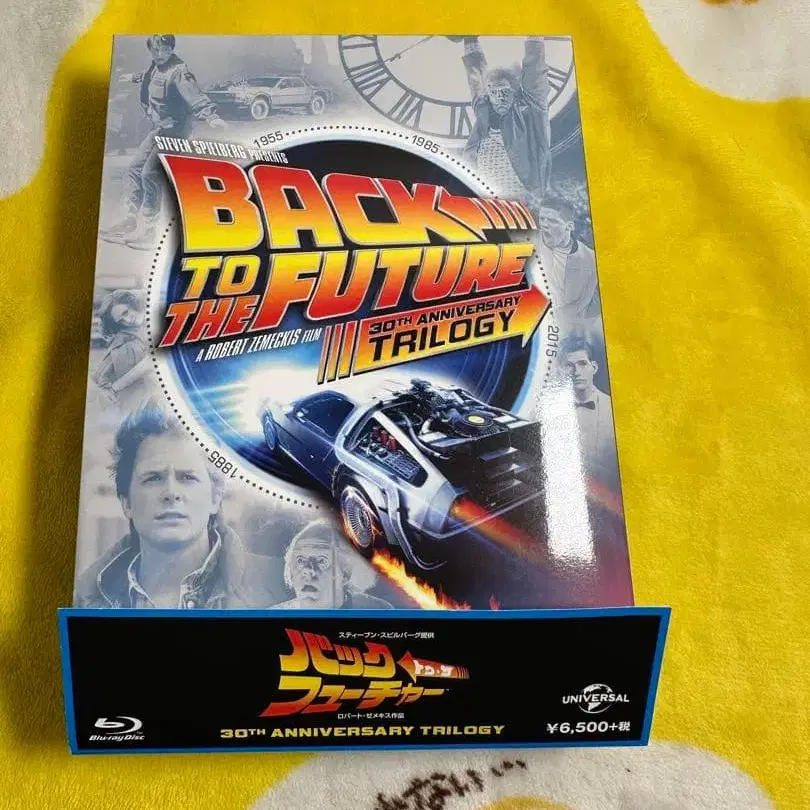 STEVEN SPIELBERG PRESENTS
1955
1985
BACK
TO
THE FUTURE
A ROBERT ZEMECKIS FILM
30TH ANNIVERSARY
TRILOGY
2015
1885
スティーブン・スピルバーグ提供
バック
トゥ・ザ
フューチャー
ロバート・ゼメキス作品
30TH ANNIVERSARY TRILOGY
Blu-ray Disc
UNIVERSAL
¥6,500+税